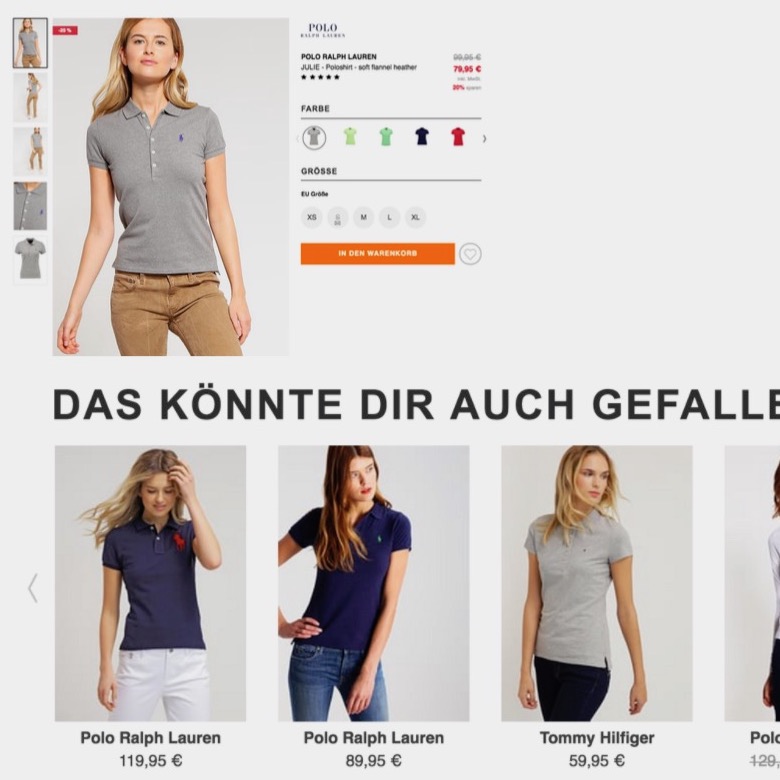 -20 %
POLO
RALPH LAUREN
POLO RALPH LAUREN
99,95 €
JULIE - Poloshirt - soft flannel heather
79,95 €
inkl. MwSt.
20% sparen
FARBE
GRÖSSE
EU Größe
XS
S
M
L
XL
IN DEN WARENKORB
DAS KÖNNTE DIR AUCH GEFALLE
Polo Ralph Lauren
119,95 €
Polo Ralph Lauren
89,95 €
Tommy Hilfiger
59,95 €
Polo
129,